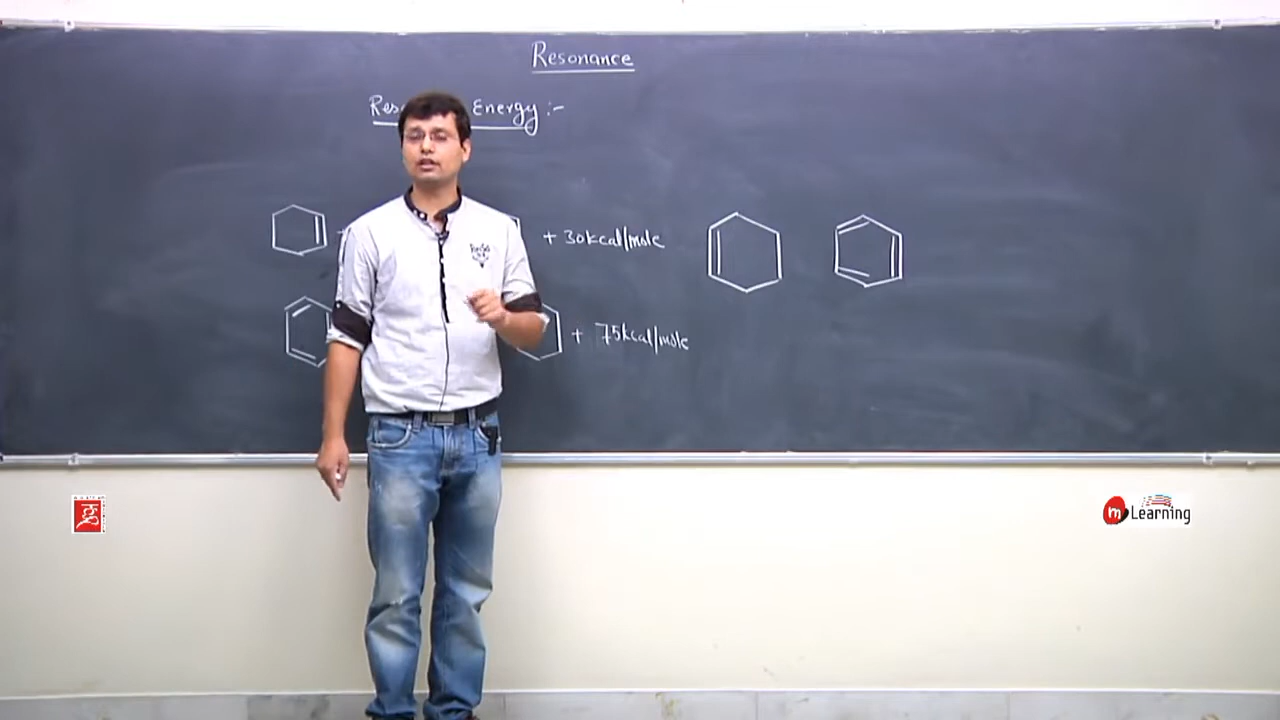 Resonance
Energy :-
+ 30kcal/mole
+ 75kcal/mole
m Learning